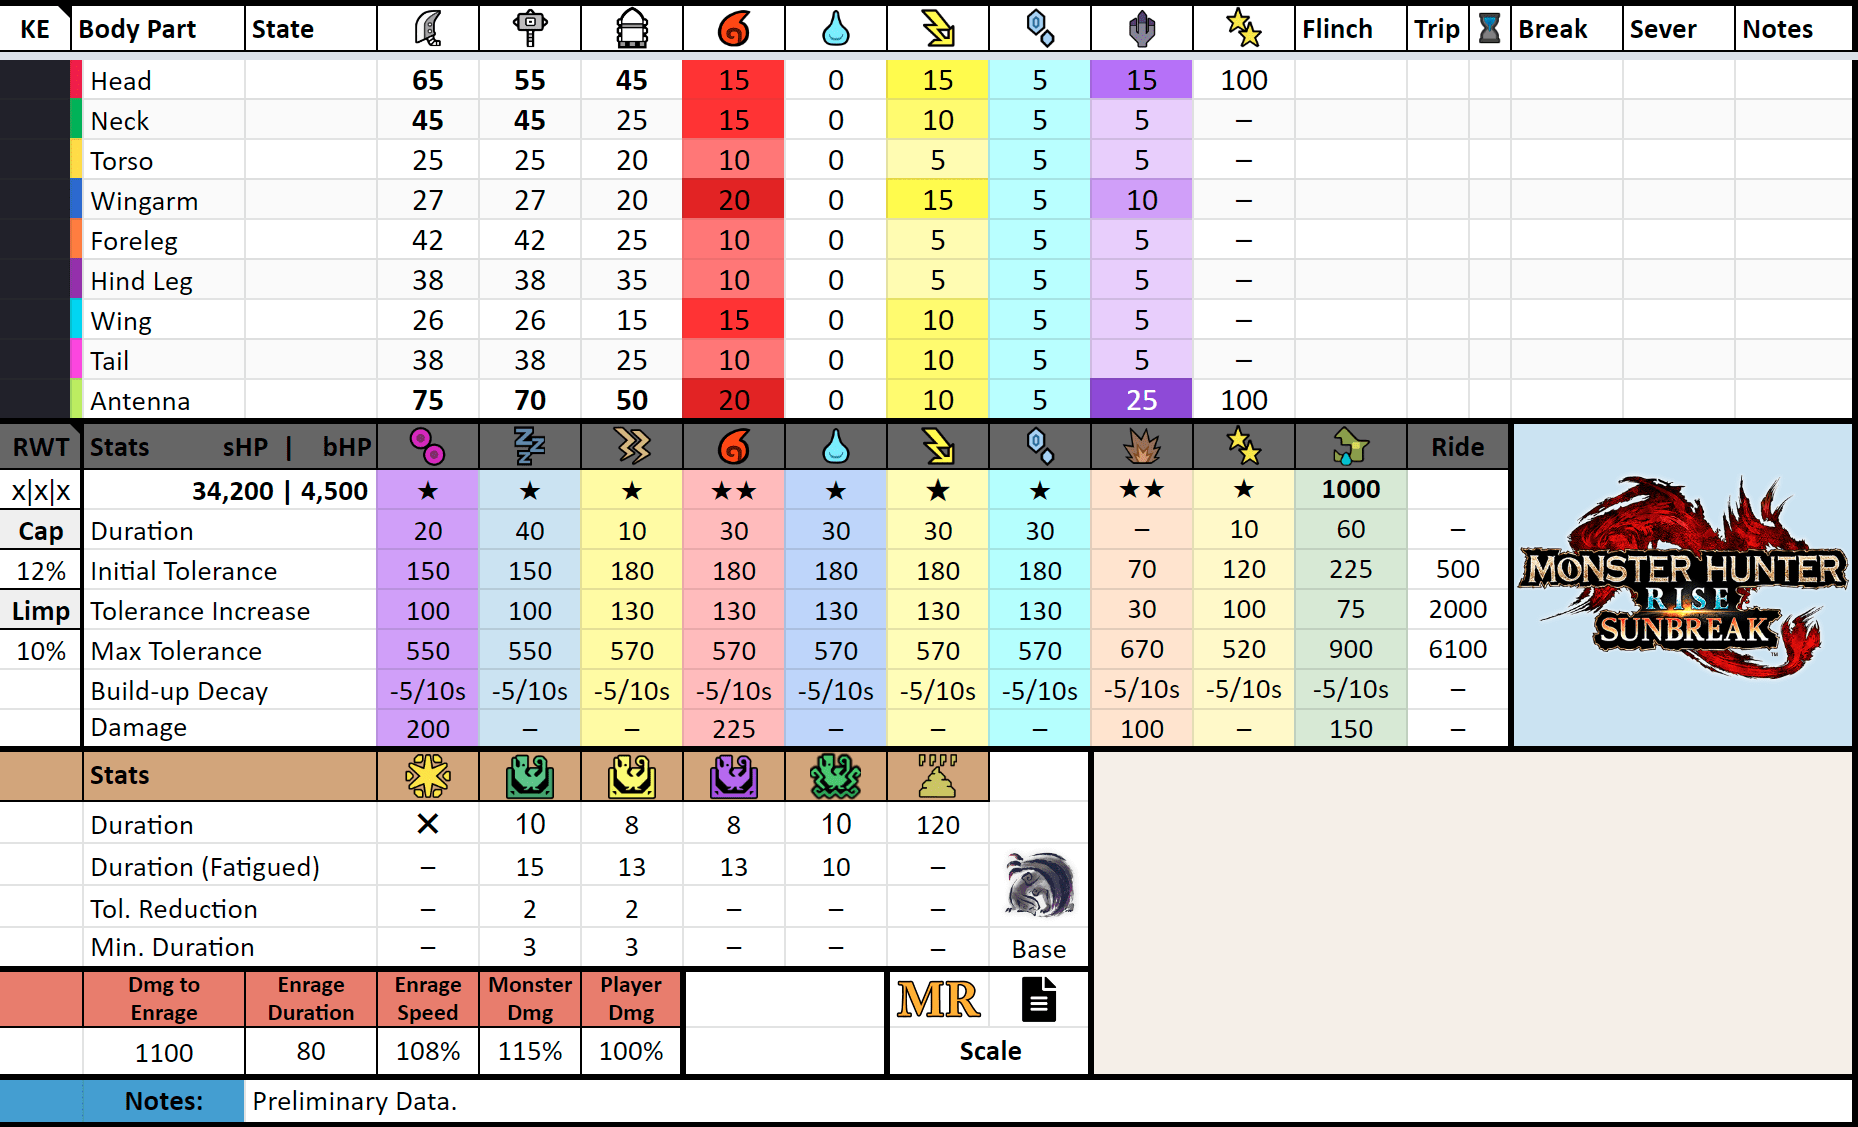 KE Body Part State Flinch Trip Break Sever Notes
Head 65 55 45 15 0 15 5 15 100
Neck 45 45 25 15 0 10 5 5 –
Torso 25 25 20 10 0 5 5 5 –
Wingarm 27 27 20 20 0 15 5 10 –
Foreleg 42 42 25 10 0 5 5 5 –
Hind Leg 38 38 35 10 0 5 5 5 –
Wing 26 26 15 15 0 10 5 5 –
Tail 38 38 25 10 0 10 5 5 –
Antenna 75 70 50 20 0 10 5 25 100
RWT Stats sHP | bHP Ride
x|x|x 34,200 | 4,500 ★ ★ ★ ★★ ★ ★ ★ ★★ ★ 1000
Cap Duration 20 40 10 30 30 30 30 – 10 60 –
12% Initial Tolerance 150 150 180 180 180 180 180 70 120 225 500
Limp Tolerance Increase 100 100 130 130 130 130 130 30 100 75 2000
10% Max Tolerance 550 550 570 570 570 570 570 670 520 900 6100
Build-up Decay -5/10s -5/10s -5/10s -5/10s -5/10s -5/10s -5/10s -5/10s -5/10s -5/10s –
Damage 200 – – 225 – – – 100 – 150 –
MONSTER HUNTER
RISE
SUNBREAK
™
Stats
Duration ✕ 10 8 8 10 120
Duration (Fatigued) – 15 13 13 10 –
Tol. Reduction – 2 2 – – –
Min. Duration – 3 3 – – – Base
Dmg to Enrage Monster Player
Enrage Duration Speed Dmg Dmg
MR
1100 80 108% 115% 100% Scale
Notes: Preliminary Data.